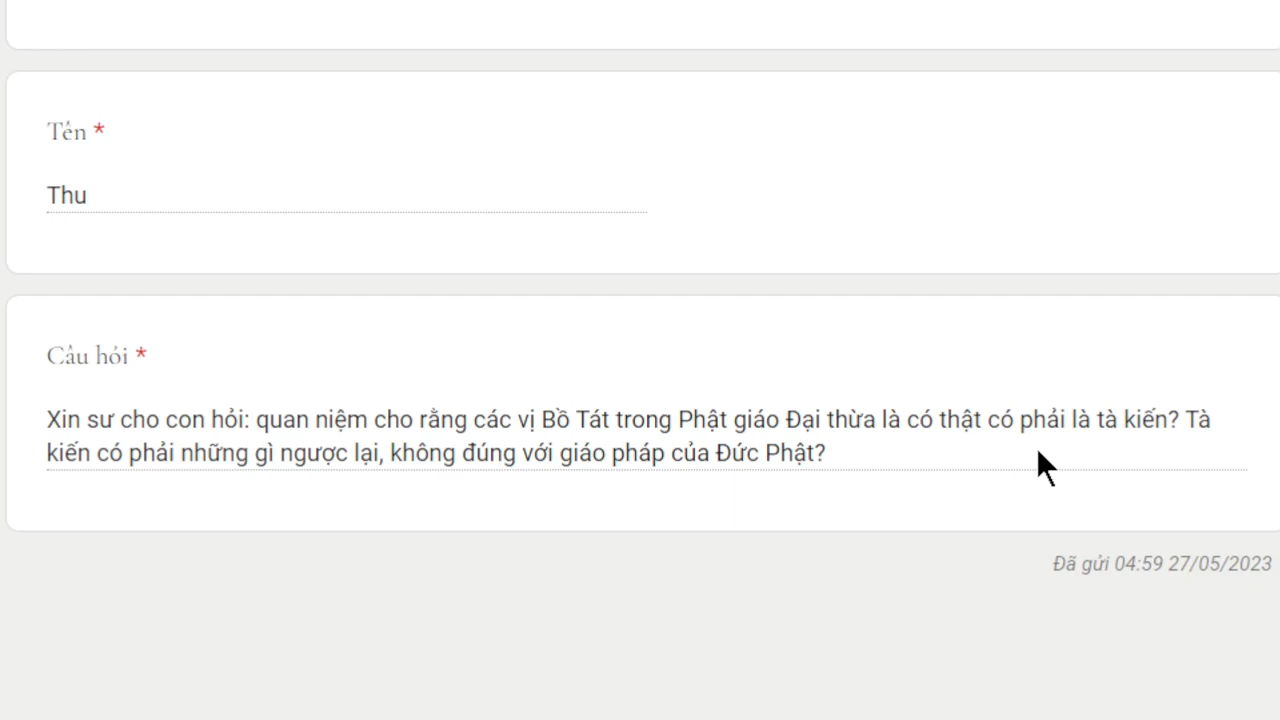 Tên *
Thu
Câu hỏi *
Xin sư cho con hỏi: quan niệm cho rằng các vị Bồ Tát trong Phật giáo Đại thừa là có thật có phải là tà kiến? Tà
kiến có phải những gì ngược lại, không đúng với giáo pháp của Đức Phật?
Đã gửi 04:59 27/05/2023